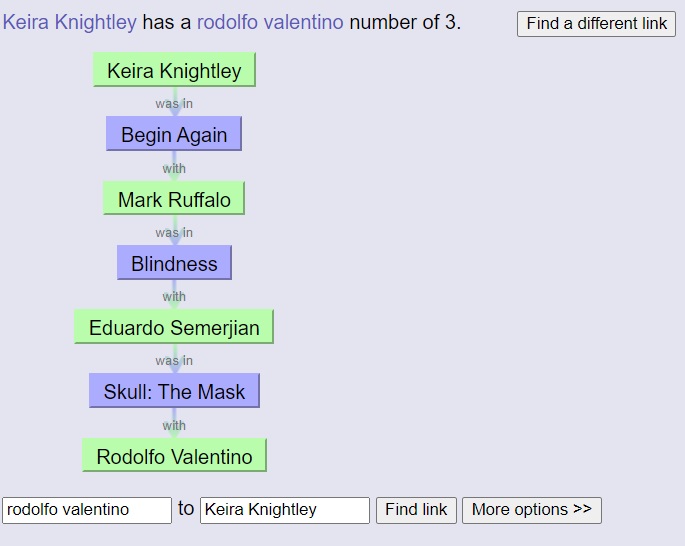 Keira Knightley has a rodolfo valentino number of 3.
Find a different link
Keira Knightley
was in
Begin Again
with
Mark Ruffalo
was in
Blindness
with
Eduardo Semerjian
was in
Skull: The Mask
with
Rodolfo Valentino
rodolfo valentino to Keira Knightley Find link More options >>